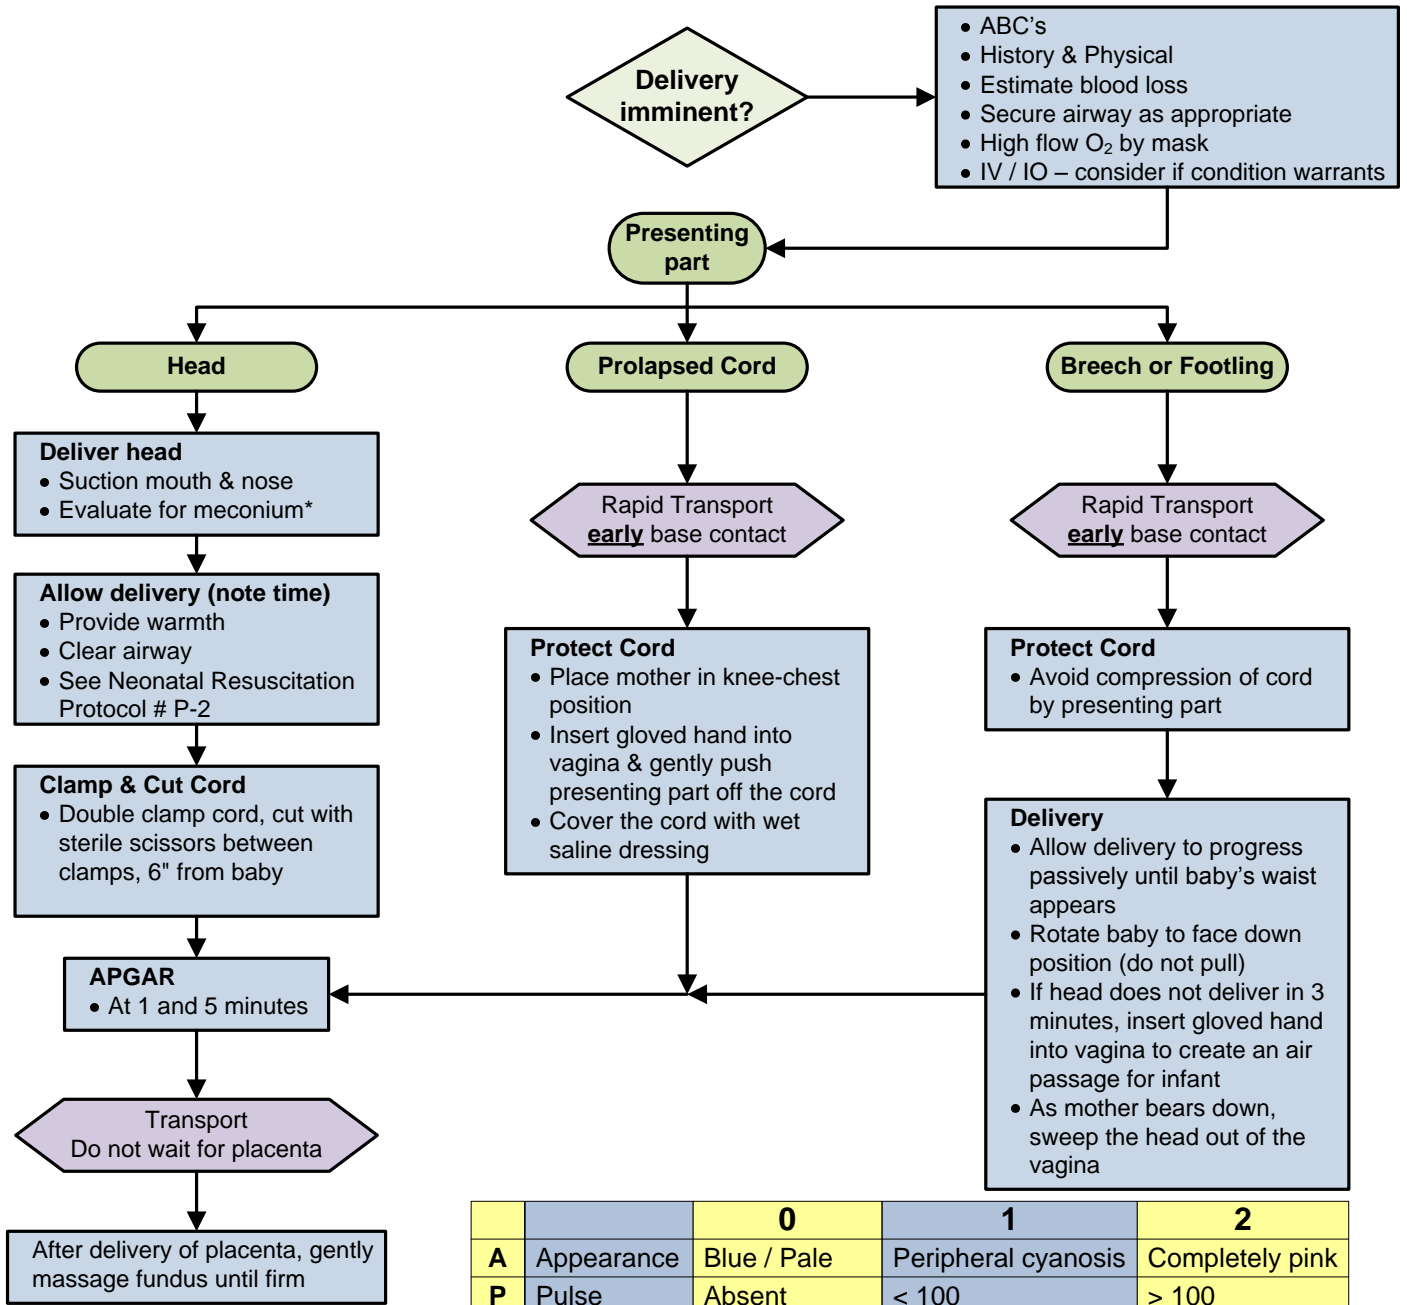 Delivery
imminent?
• ABC's
• History & Physical
• Estimate blood loss
• Secure airway as appropriate
• High flow O₂ by mask
• IV / IO – consider if condition warrants
Presenting
part
Head
Prolapsed Cord
Breech or Footling
Deliver head
• Suction mouth & nose
• Evaluate for meconium*
Allow delivery (note time)
• Provide warmth
• Clear airway
• See Neonatal Resuscitation
Protocol # P-2
Clamp & Cut Cord
• Double clamp cord, cut with
sterile scissors between
clamps, 6" from baby
APGAR
• At 1 and 5 minutes
Transport
Do not wait for placenta
After delivery of placenta, gently
massage fundus until firm
Rapid Transport
early base contact
Protect Cord
• Place mother in knee-chest
position
• Insert gloved hand into
vagina & gently push
presenting part off the cord
• Cover the cord with wet
saline dressing
Rapid Transport
early base contact
Protect Cord
• Avoid compression of cord
by presenting part
Delivery
• Allow delivery to progress
passively until baby's waist
appears
• Rotate baby to face down
position (do not pull)
• If head does not deliver in 3
minutes, insert gloved hand
into vagina to create an air
passage for infant
• As mother bears down,
sweep the head out of the
vagina
0 1 2
A Appearance Blue / Pale Peripheral cyanosis Completely pink
P Pulse Absent < 100 > 100